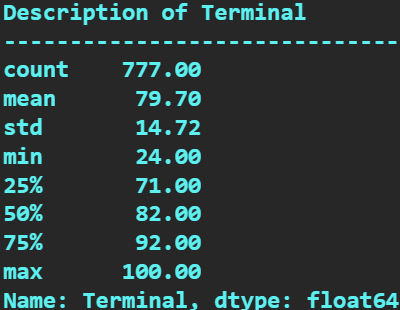 Description of Terminal
------------------------------
count    777.00
mean      79.70
std       14.72
min       24.00
25%       71.00
50%       82.00
75%       92.00
max      100.00
Name: Terminal, dtype: float64